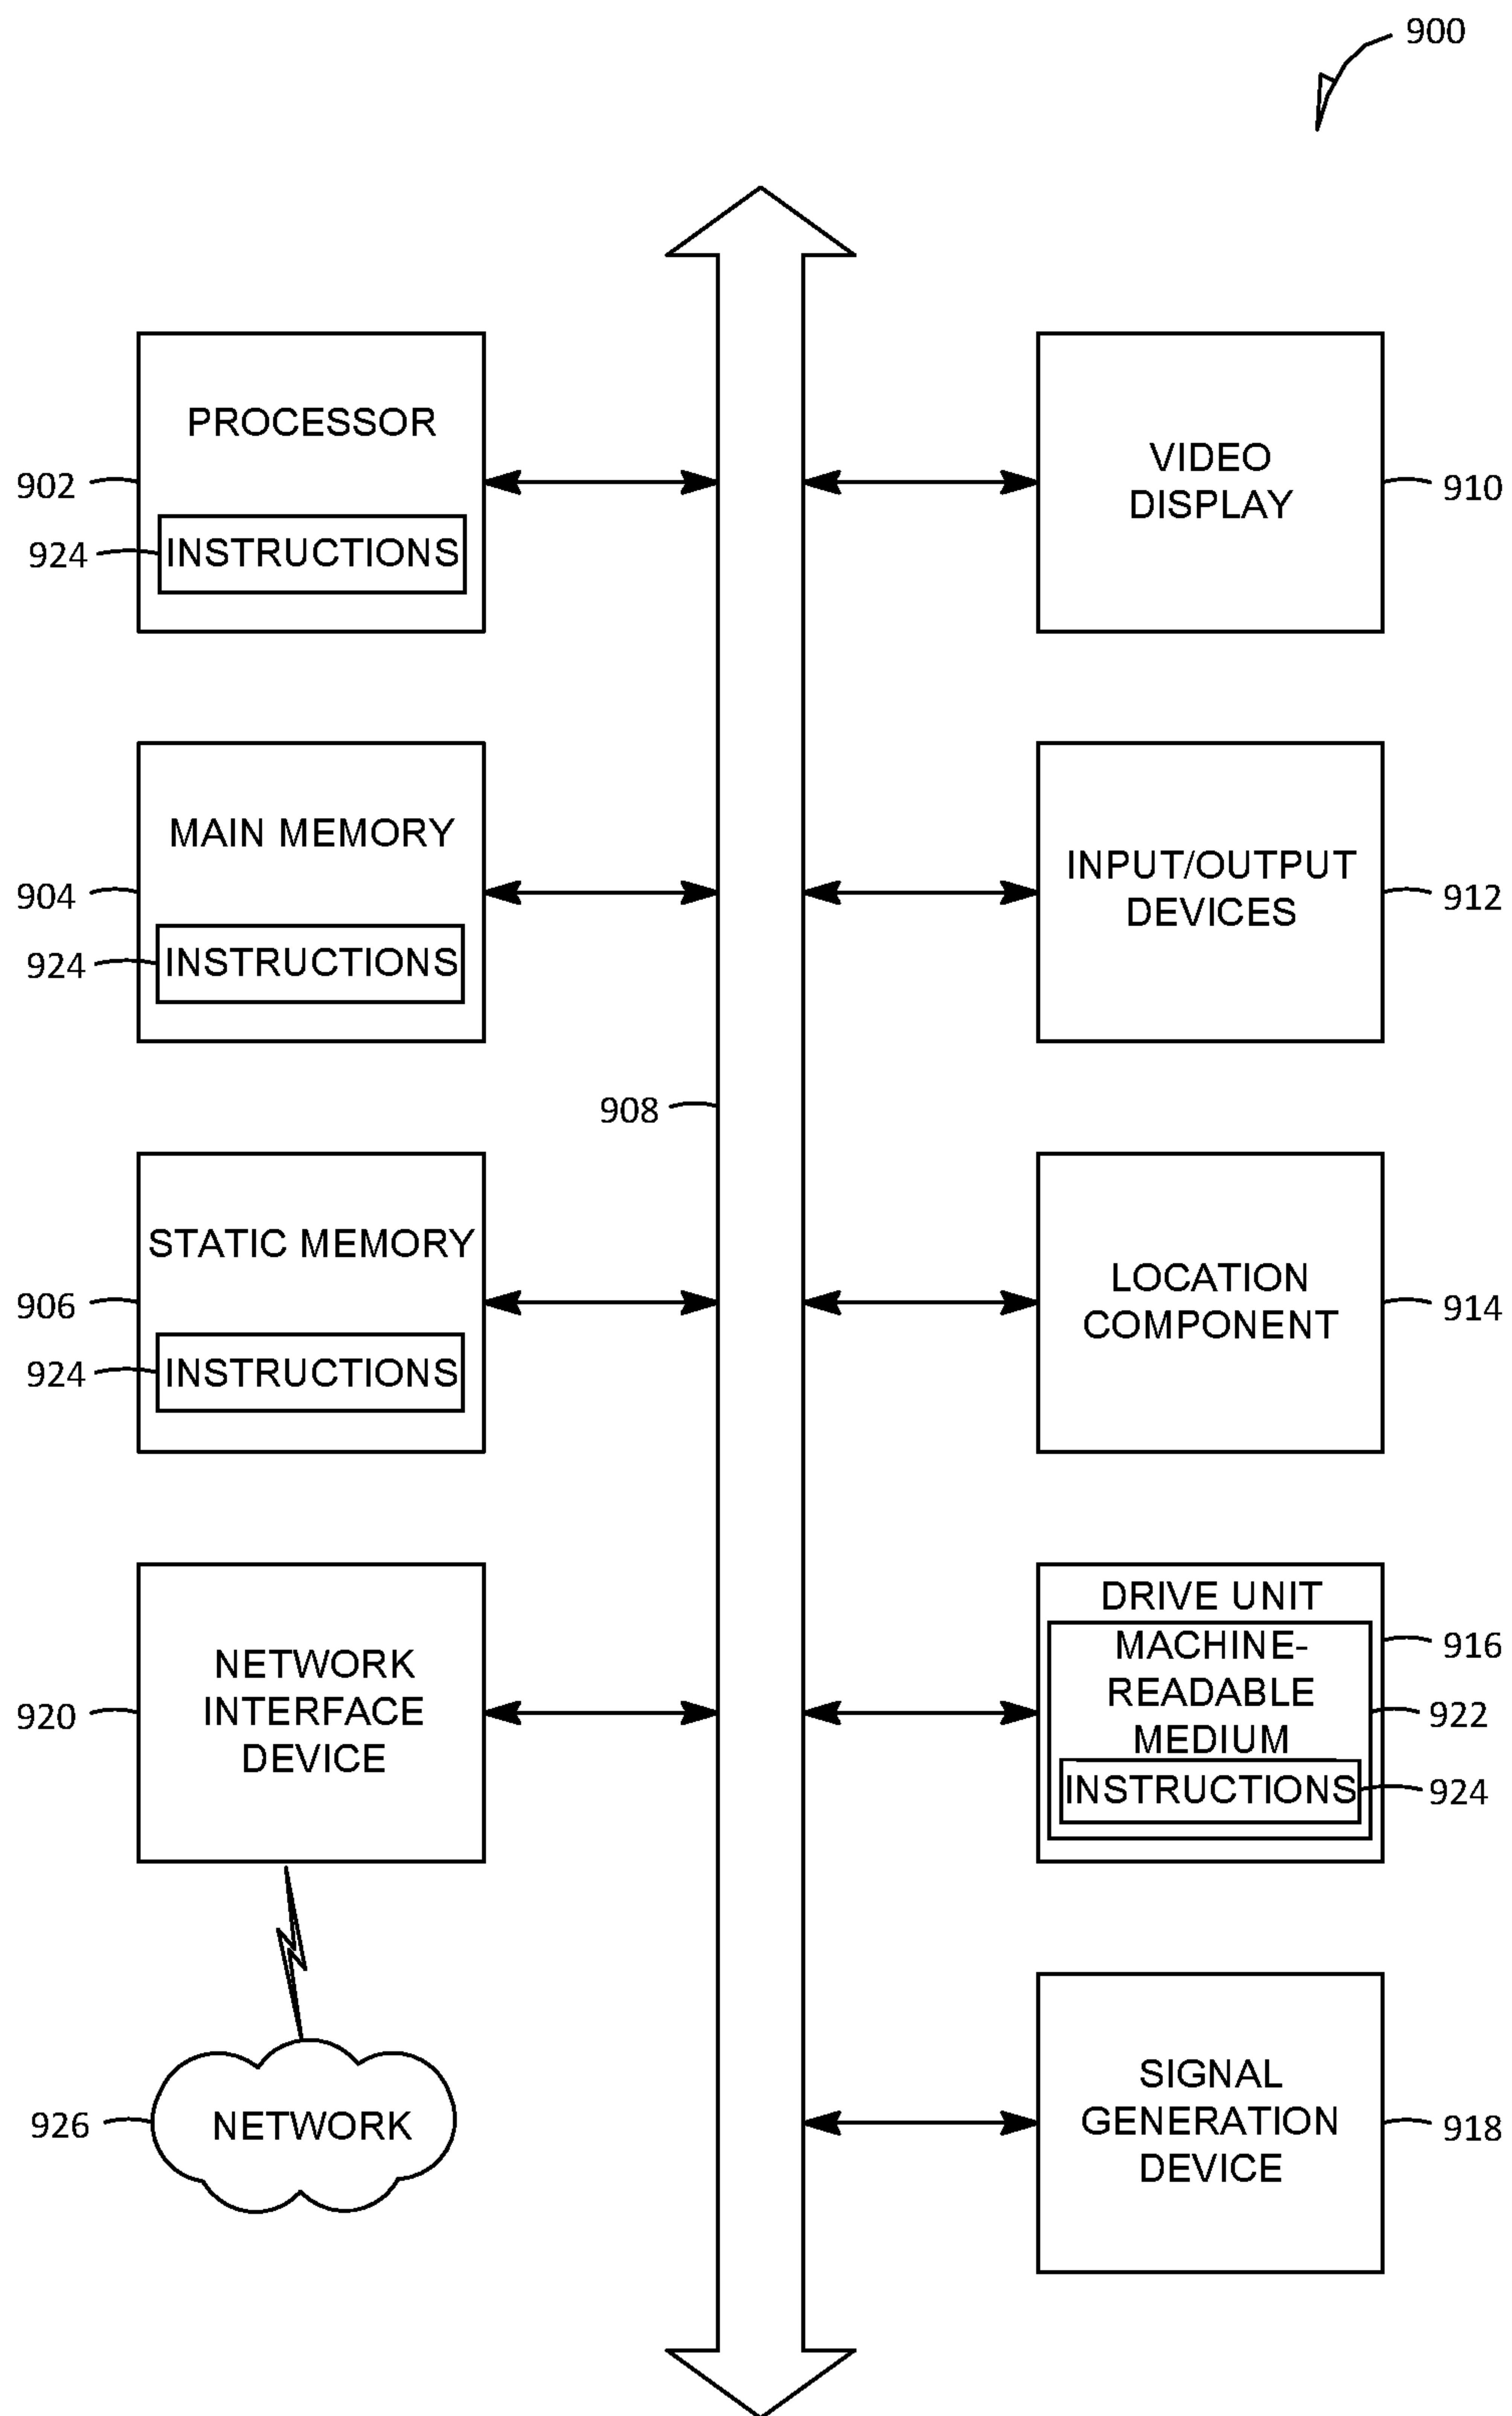 900
PROCESSOR
902
924
INSTRUCTIONS
VIDEO
DISPLAY
910
MAIN MEMORY
904
924
INSTRUCTIONS
INPUT/OUTPUT
DEVICES
912
908
STATIC MEMORY
906
924
INSTRUCTIONS
LOCATION
COMPONENT
914
NETWORK
INTERFACE
DEVICE
920
DRIVE UNIT
916
MACHINE-
READABLE
MEDIUM
922
INSTRUCTIONS
924
NETWORK
926
SIGNAL
GENERATION
DEVICE
918